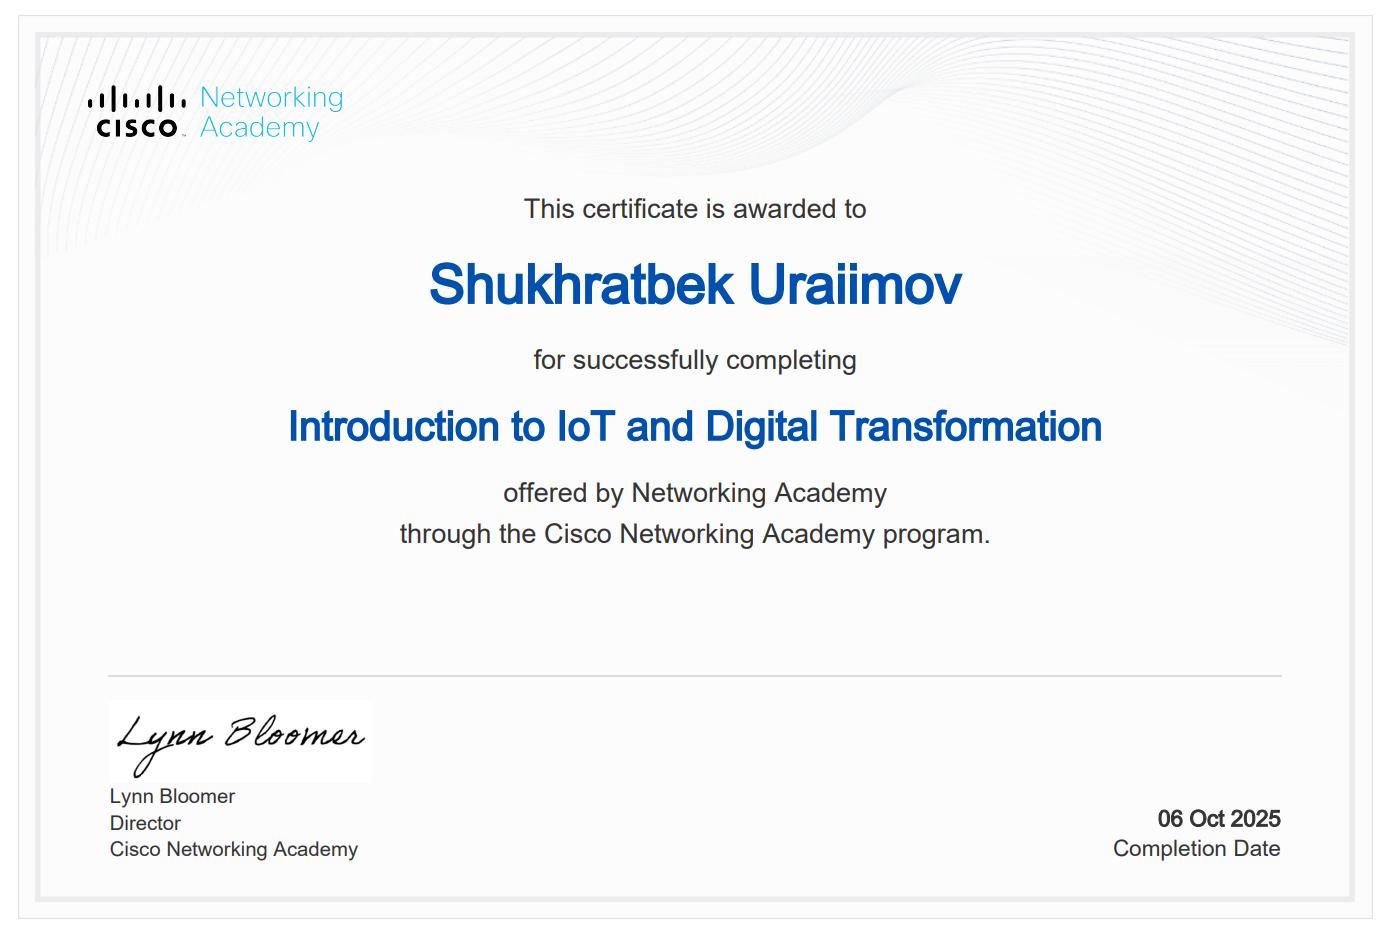 Networking
CISCO Academy
This certificate is awarded to
Shukhratbek Uraiimov
for successfully completing
Introduction to IoT and Digital Transformation
offered by Networking Academy
through the Cisco Networking Academy program.
Lynn Bloomer
Lynn Bloomer
Director
Cisco Networking Academy
06 Oct 2025
Completion Date